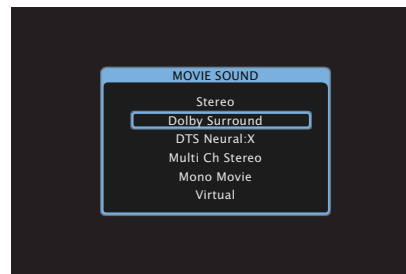 MOVIE SOUND
Stereo
Dolby Surround
DTS Neural:X
Multi Ch Stereo
Mono Movie
Virtual